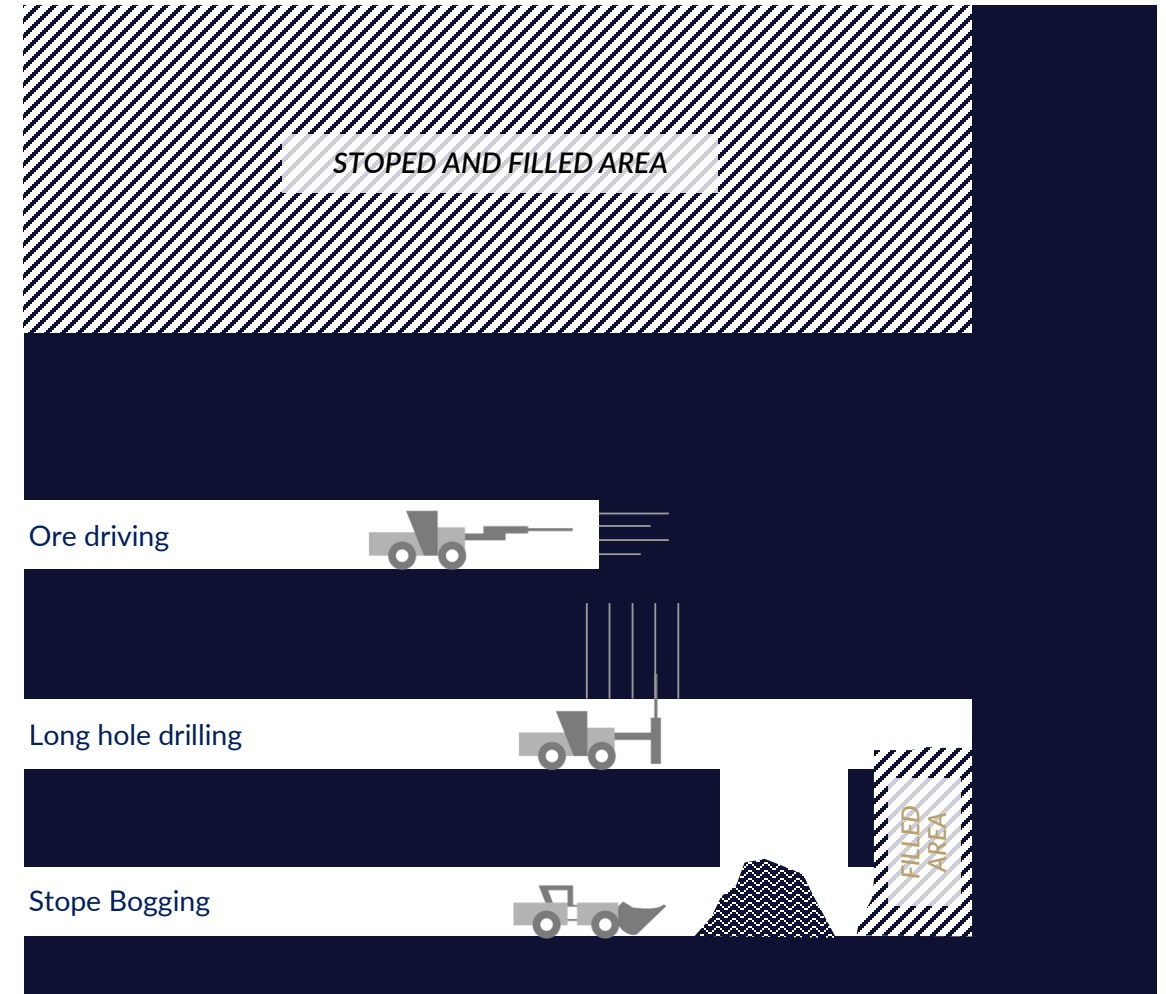 STOPED AND FILLED AREA
Ore driving
Long hole drilling
FILLED
AREA
Stope Bogging